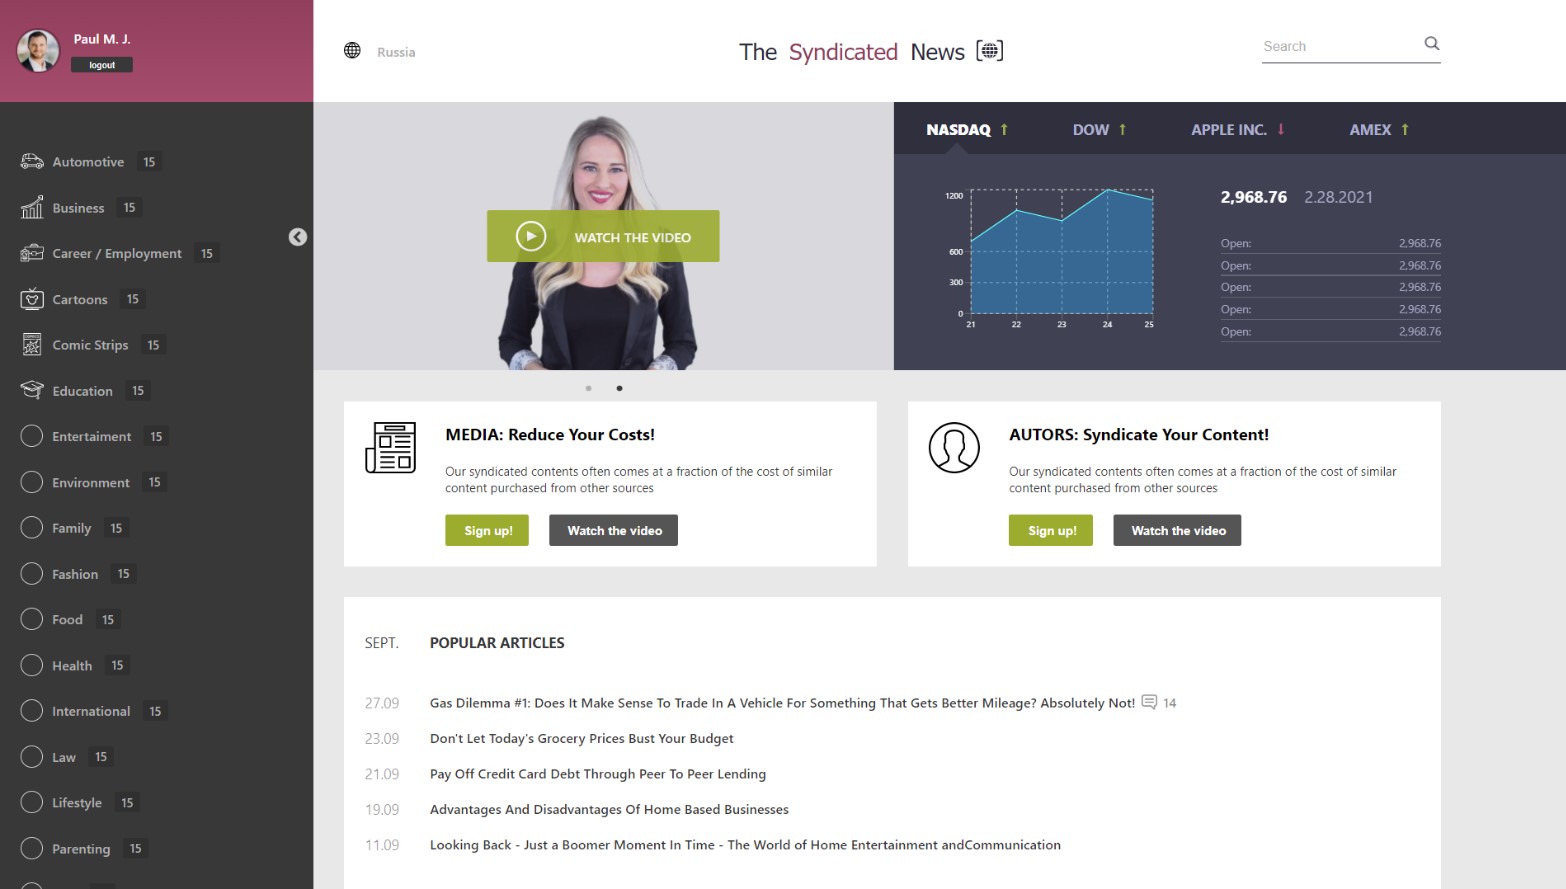 Paul M. J.
logout
Russia
The Syndicated News
Search
Automotive 15
Business 15
Career / Employment 15
Cartoons 15
Comic Strips 15
Education 15
Entertaiment 15
Environment 15
Family 15
Fashion 15
Food 15
Health 15
International 15
Law 15
Lifestyle 15
Parenting 15
WATCH THE VIDEO
NASDAQ DOW APPLE INC. AMEX
1200
600
300
0
21 22 23 24 25
2,968.76 2.28.2021
Open: 2,968.76
Open: 2,968.76
Open: 2,968.76
Open: 2,968.76
Open: 2,968.76
MEDIA: Reduce Your Costs!
Our syndicated contents often comes at a fraction of the cost of similar
content purchased from other sources
Sign up! Watch the video
AUTORS: Syndicate Your Content!
Our syndicated contents often comes at a fraction of the cost of similar
content purchased from other sources
Sign up! Watch the video
SEPT. POPULAR ARTICLES
27.09 Gas Dilemma #1: Does It Make Sense To Trade In A Vehicle For Something That Gets Better Mileage? Absolutely Not! 14
23.09 Don't Let Today's Grocery Prices Bust Your Budget
21.09 Pay Off Credit Card Debt Through Peer To Peer Lending
19.09 Advantages And Disadvantages Of Home Based Businesses
11.09 Looking Back - Just a Boomer Moment In Time - The World of Home Entertainment andCommunication